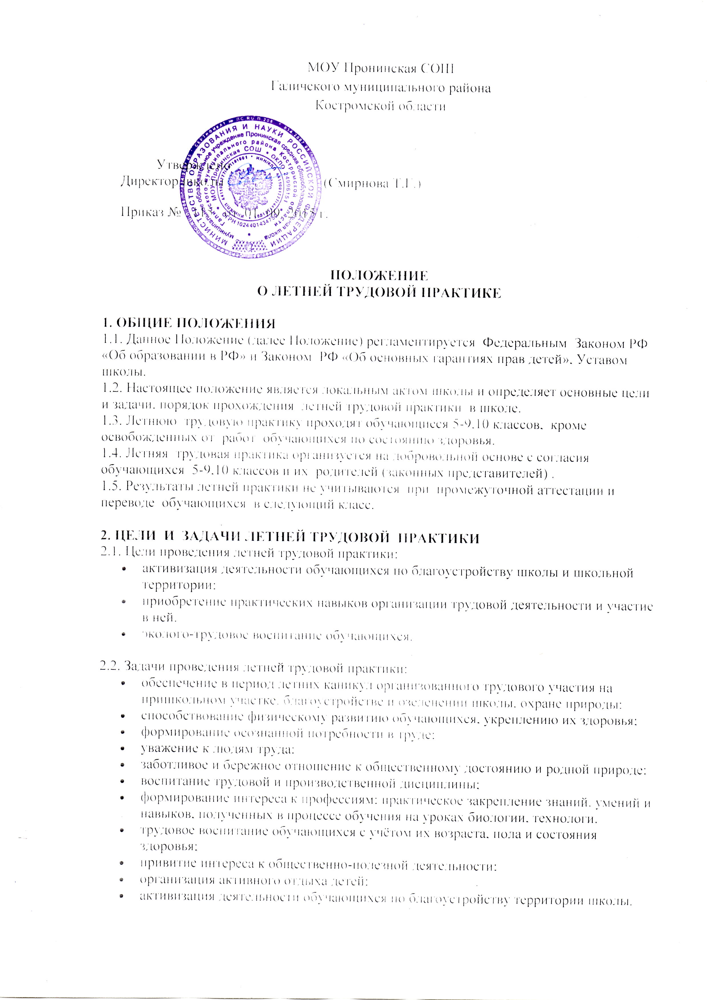 МОУ Пронинская СОШ
Галичского муниципального района
Костромской области
Утверждено
Директор школы (Смирнова Т.Г.)
Приказ № г.
МИНИСТЕРСТВО ОБРАЗОВАНИЯ И НАУКИ РОССИЙСКОЙ ФЕДЕРАЦИИ
Муниципальное образовательное учреждение Пронинская средняя общеобразовательная школа
Галичского муниципального района Костромской области
МОУ Пронинская СОШ • ОКПО 24996151
ОГРН 1024401434750
ПОЛОЖЕНИЕ
О ЛЕТНЕЙ ТРУДОВОЙ ПРАКТИКЕ
1. ОБЩИЕ ПОЛОЖЕНИЯ
1.1. Данное Положение (далее Положение) регламентируется Федеральным Законом РФ
«Об образовании в РФ» и Законом РФ «Об основных гарантиях прав детей», Уставом
школы.
1.2. Настоящее положение является локальным актом школы и определяет основные цели
и задачи, порядок прохождения летней трудовой практики в школе.
1.3. Летнюю трудовую практику проходят обучающиеся 5-9,10 классов, кроме
освобожденных от работ обучающихся по состоянию здоровья.
1.4. Летняя трудовая практика организуется на добровольной основе с согласия
обучающихся 5-9,10 классов и их родителей (законных представителей) .
1.5. Результаты летней практики не учитываются при промежуточной аттестации и
переводе обучающихся в следующий класс.
2. ЦЕЛИ И ЗАДАЧИ ЛЕТНЕЙ ТРУДОВОЙ ПРАКТИКИ
2.1. Цели проведения летней трудовой практики:
• активизация деятельности обучающихся по благоустройству школы и школьной
территории;
• приобретение практических навыков организации трудовой деятельности и участие
в ней.
• эколого-трудовое воспитание обучающихся.
2.2. Задачи проведения летней трудовой практики:
• обеспечение в период летних каникул организованного трудового участия на
пришкольном участке, благоустройстве и озеленении школы, охране природы;
• способствование физическому развитию обучающихся, укреплению их здоровья;
• формирование осознанной потребности в труде;
• уважение к людям труда;
• заботливое и бережное отношение к общественному достоянию и родной природе;
• воспитание трудовой и производственной дисциплины;
• формирование интереса к профессиям; практическое закрепление знаний, умений и
навыков, полученных в процессе обучения на уроках биологии, технологи.
• трудовое воспитание обучающихся с учётом их возраста, пола и состояния
здоровья;
• привитие интереса к общественно-полезной деятельности;
• организация активного отдыха детей;
• активизация деятельности обучающихся по благоустройству территории школы.